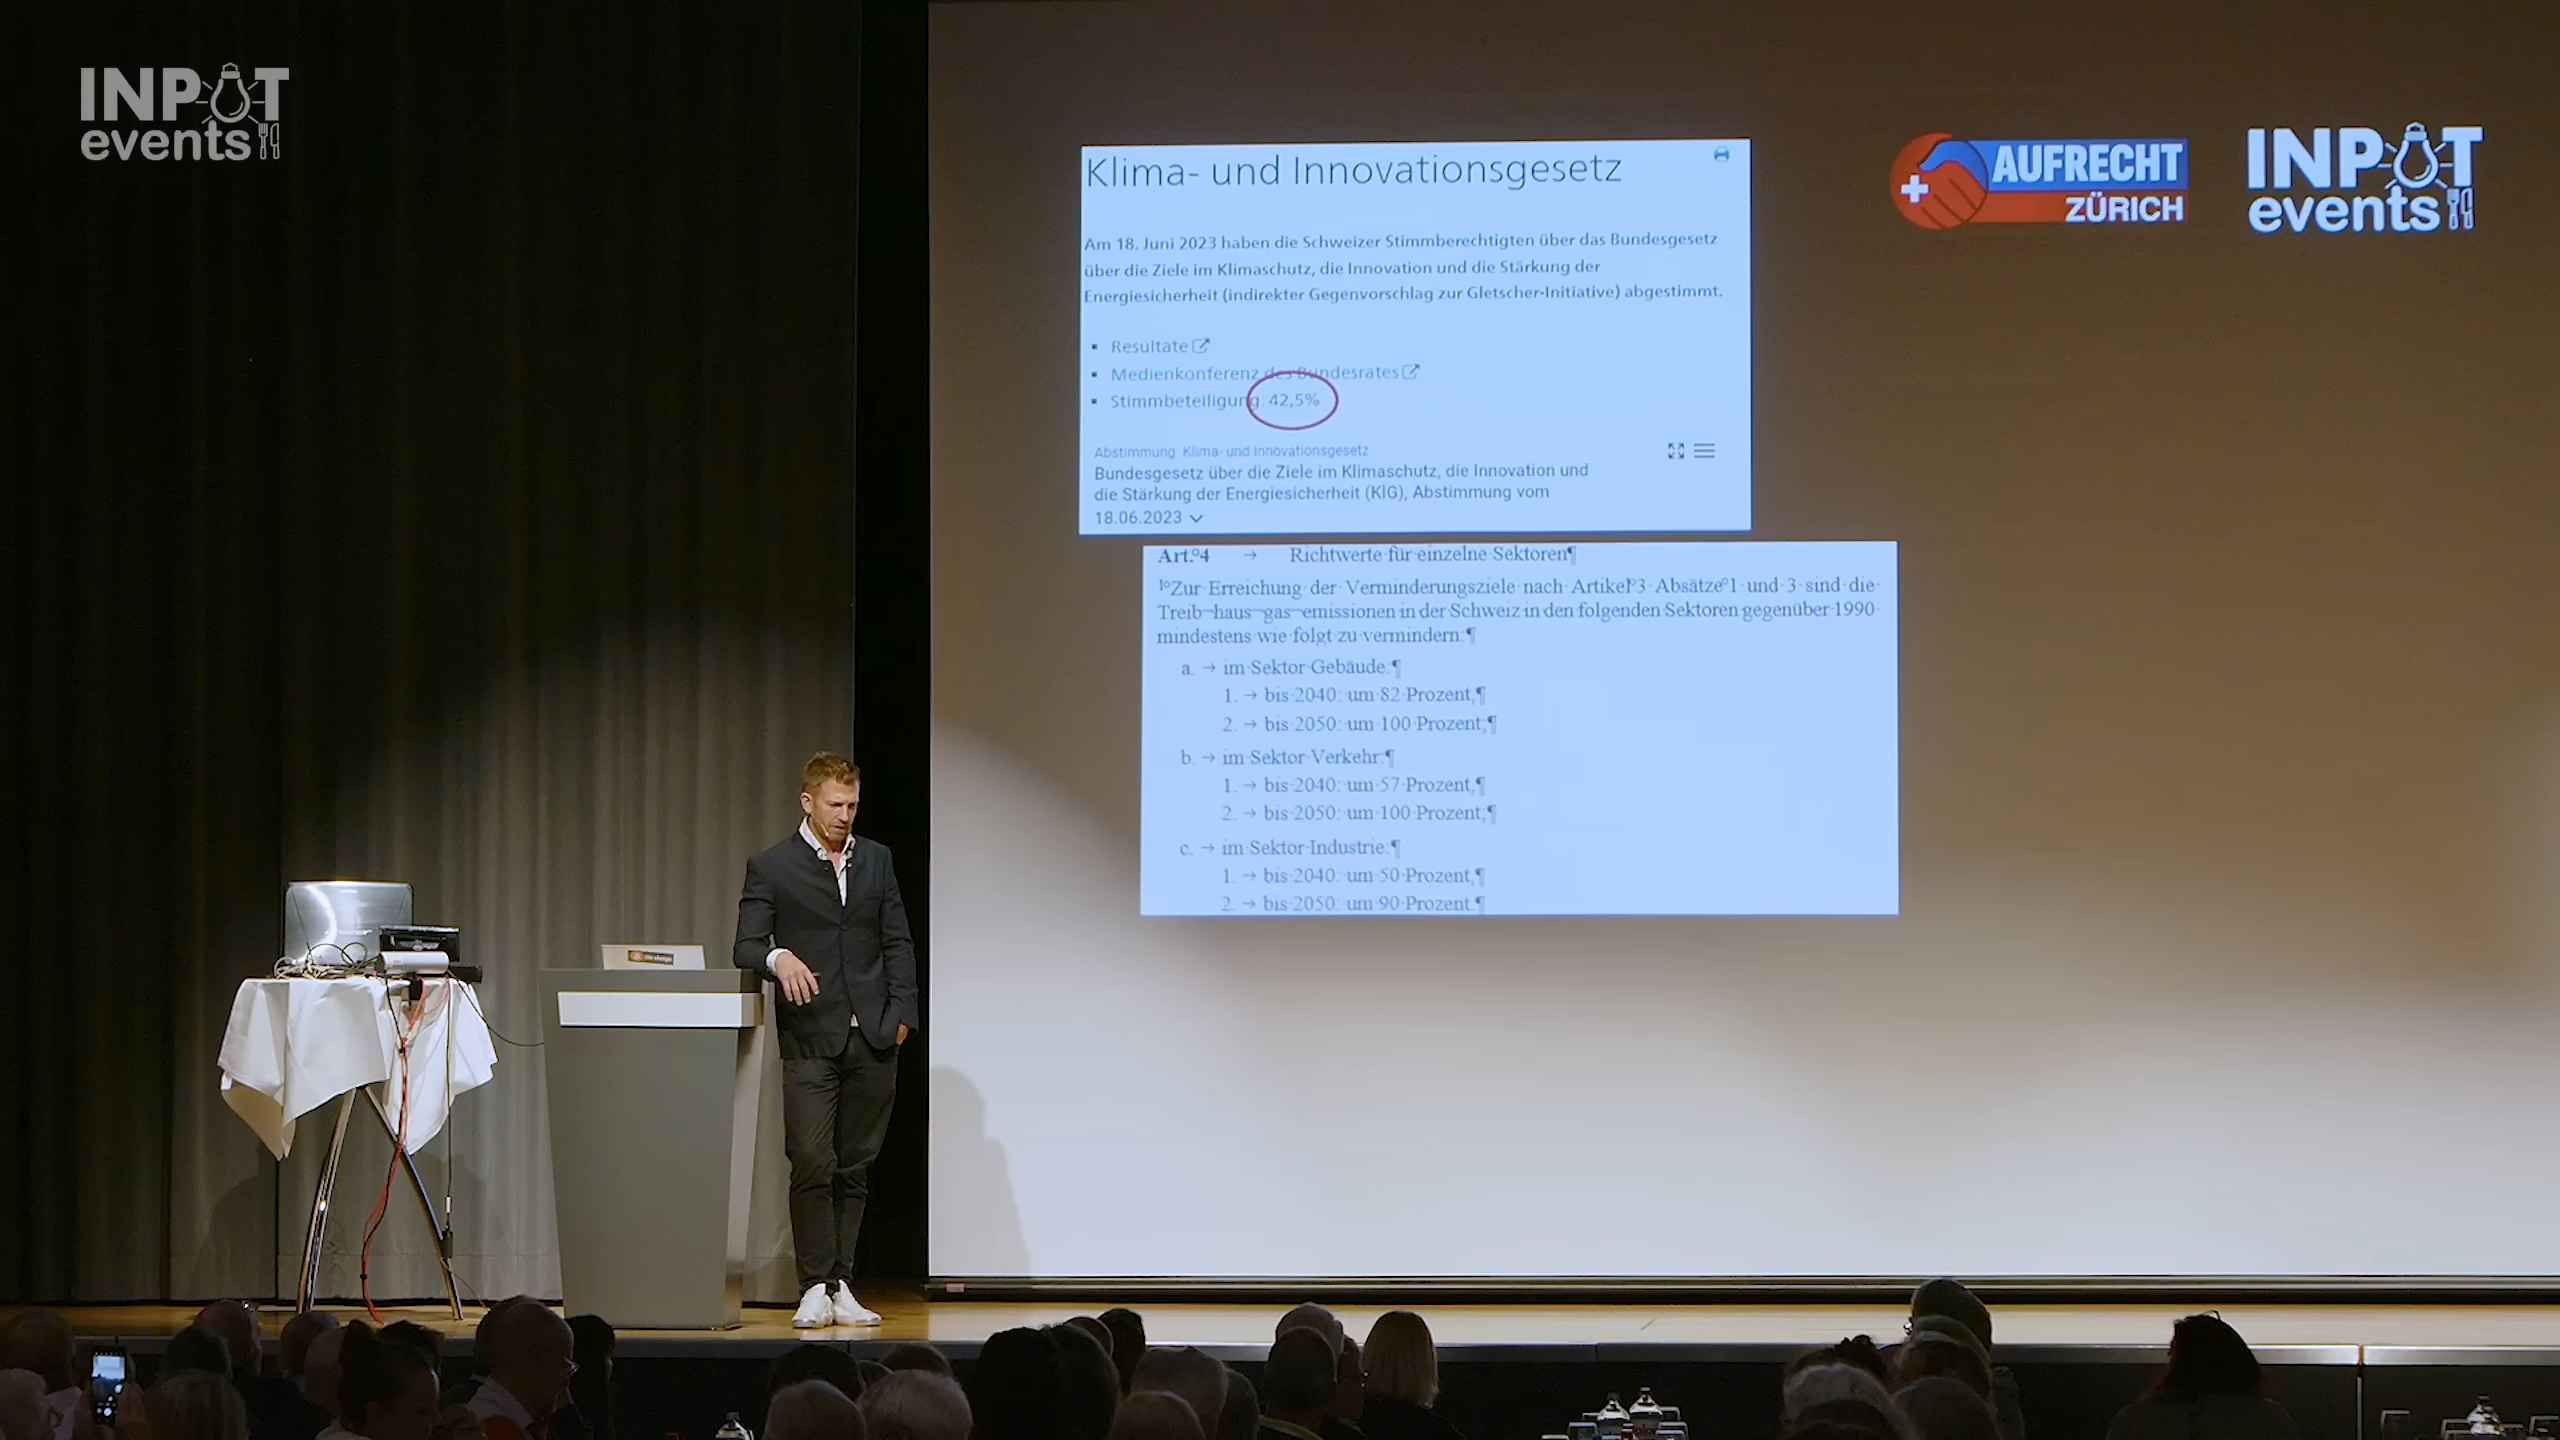 INPUT
events
AUFRECHT
ZÜRICH
INPUT
events
Klima- und Innovationsgesetz
Am 18. Juni 2023 haben die Schweizer Stimmberechtigten über das Bundesgesetz
über die Ziele im Klimaschutz, die Innovation und die Stärkung der
Energiesicherheit (indirekter Gegenvorschlag zur Gletscher-Initiative) abgestimmt.
▪ Resultate
▪ Medienkonferenz des Bundesrates
▪ Stimmbeteiligung: 42,5%
Abstimmung: Klima- und Innovationsgesetz
Bundesgesetz über die Ziele im Klimaschutz, die Innovation und
die Stärkung der Energiesicherheit (KlG), Abstimmung vom
18.06.2023
Art.°4 → Richtwerte·für·einzelne·Sektoren¶
1°Zur·Erreichung·der·Verminderungsziele·nach·Artikel°3·Absätze°1·und·3·sind·die·
Treib¬haus¬gas¬emissionen·in·der·Schweiz·in·den·folgenden·Sektoren·gegenüber·1990·
mindestens·wie·folgt·zu·vermindern:¶
a. → im·Sektor·Gebäude:¶
1. → bis·2040:·um·82·Prozent,¶
2. → bis·2050:·um·100·Prozent;¶
b. → im·Sektor·Verkehr:¶
1. → bis·2040:·um·57·Prozent,¶
2. → bis·2050:·um·100·Prozent;¶
c. → im·Sektor·Industrie:¶
1. → bis·2040:·um·50·Prozent,¶
2. → bis·2050:·um·90·Prozent.¶